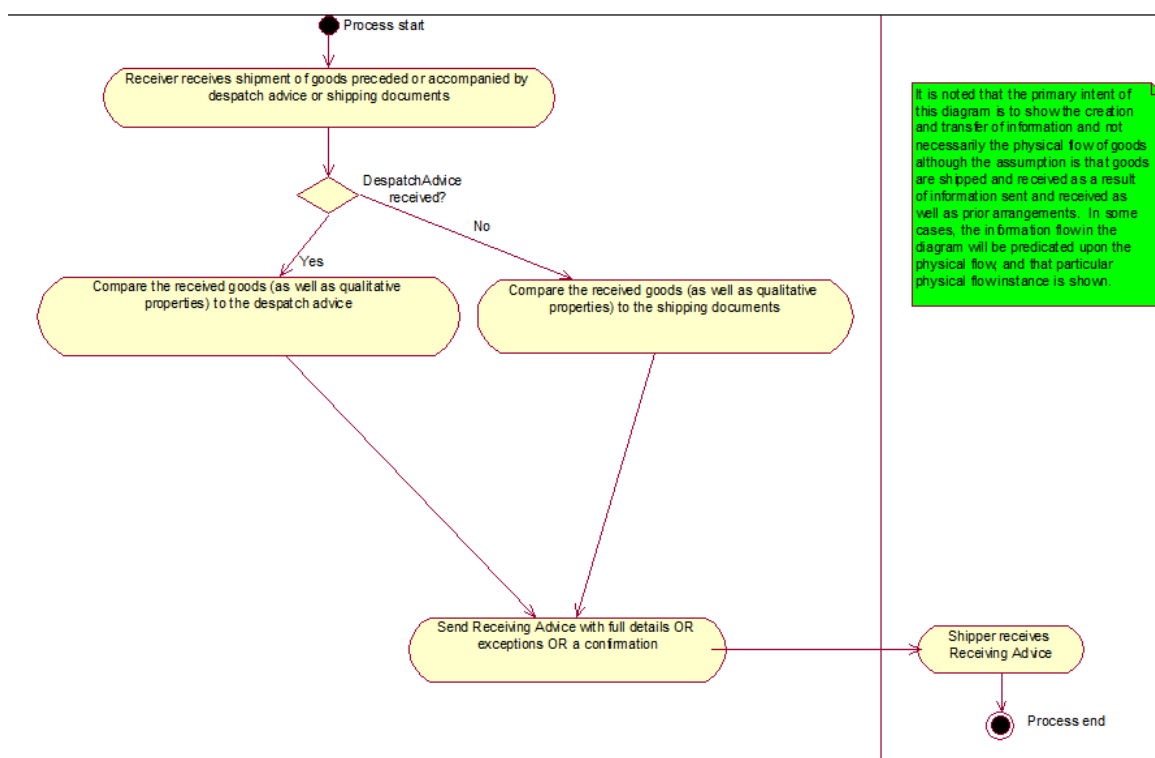 Process start
Receiver receives shipment of goods preceded or accompanied by
despatch advice or shipping documents
It is noted that the primary intent of
this diagram is to show the creation
and transfer of information and not
necessarily the physical flow of goods
although the assumption is that goods
are shipped and received as a result
of information sent and received as
well as prior arrangements. In some
cases, the information flow in the
diagram will be predicated upon the
physical flow, and that particular
physical flow instance is shown.
DespatchAdvice
received?
No
Yes
Compare the received goods (as well as qualitative
properties) to the despatch advice
Compare the received goods (as well as qualitative
properties) to the shipping documents
Send Receiving Advice with full details OR
exceptions OR a confirmation
Shipper receives
Receiving Advice
Process end